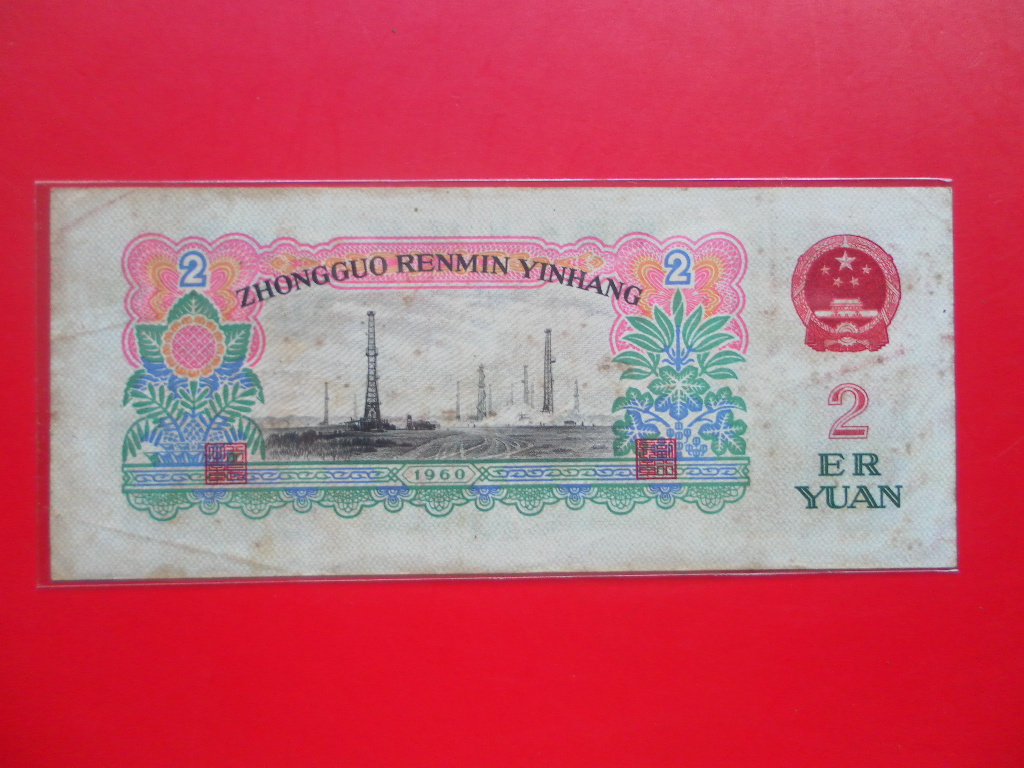 2
2
ZHONGGUO RENMIN YINHANG
1960
2
ER
YUAN